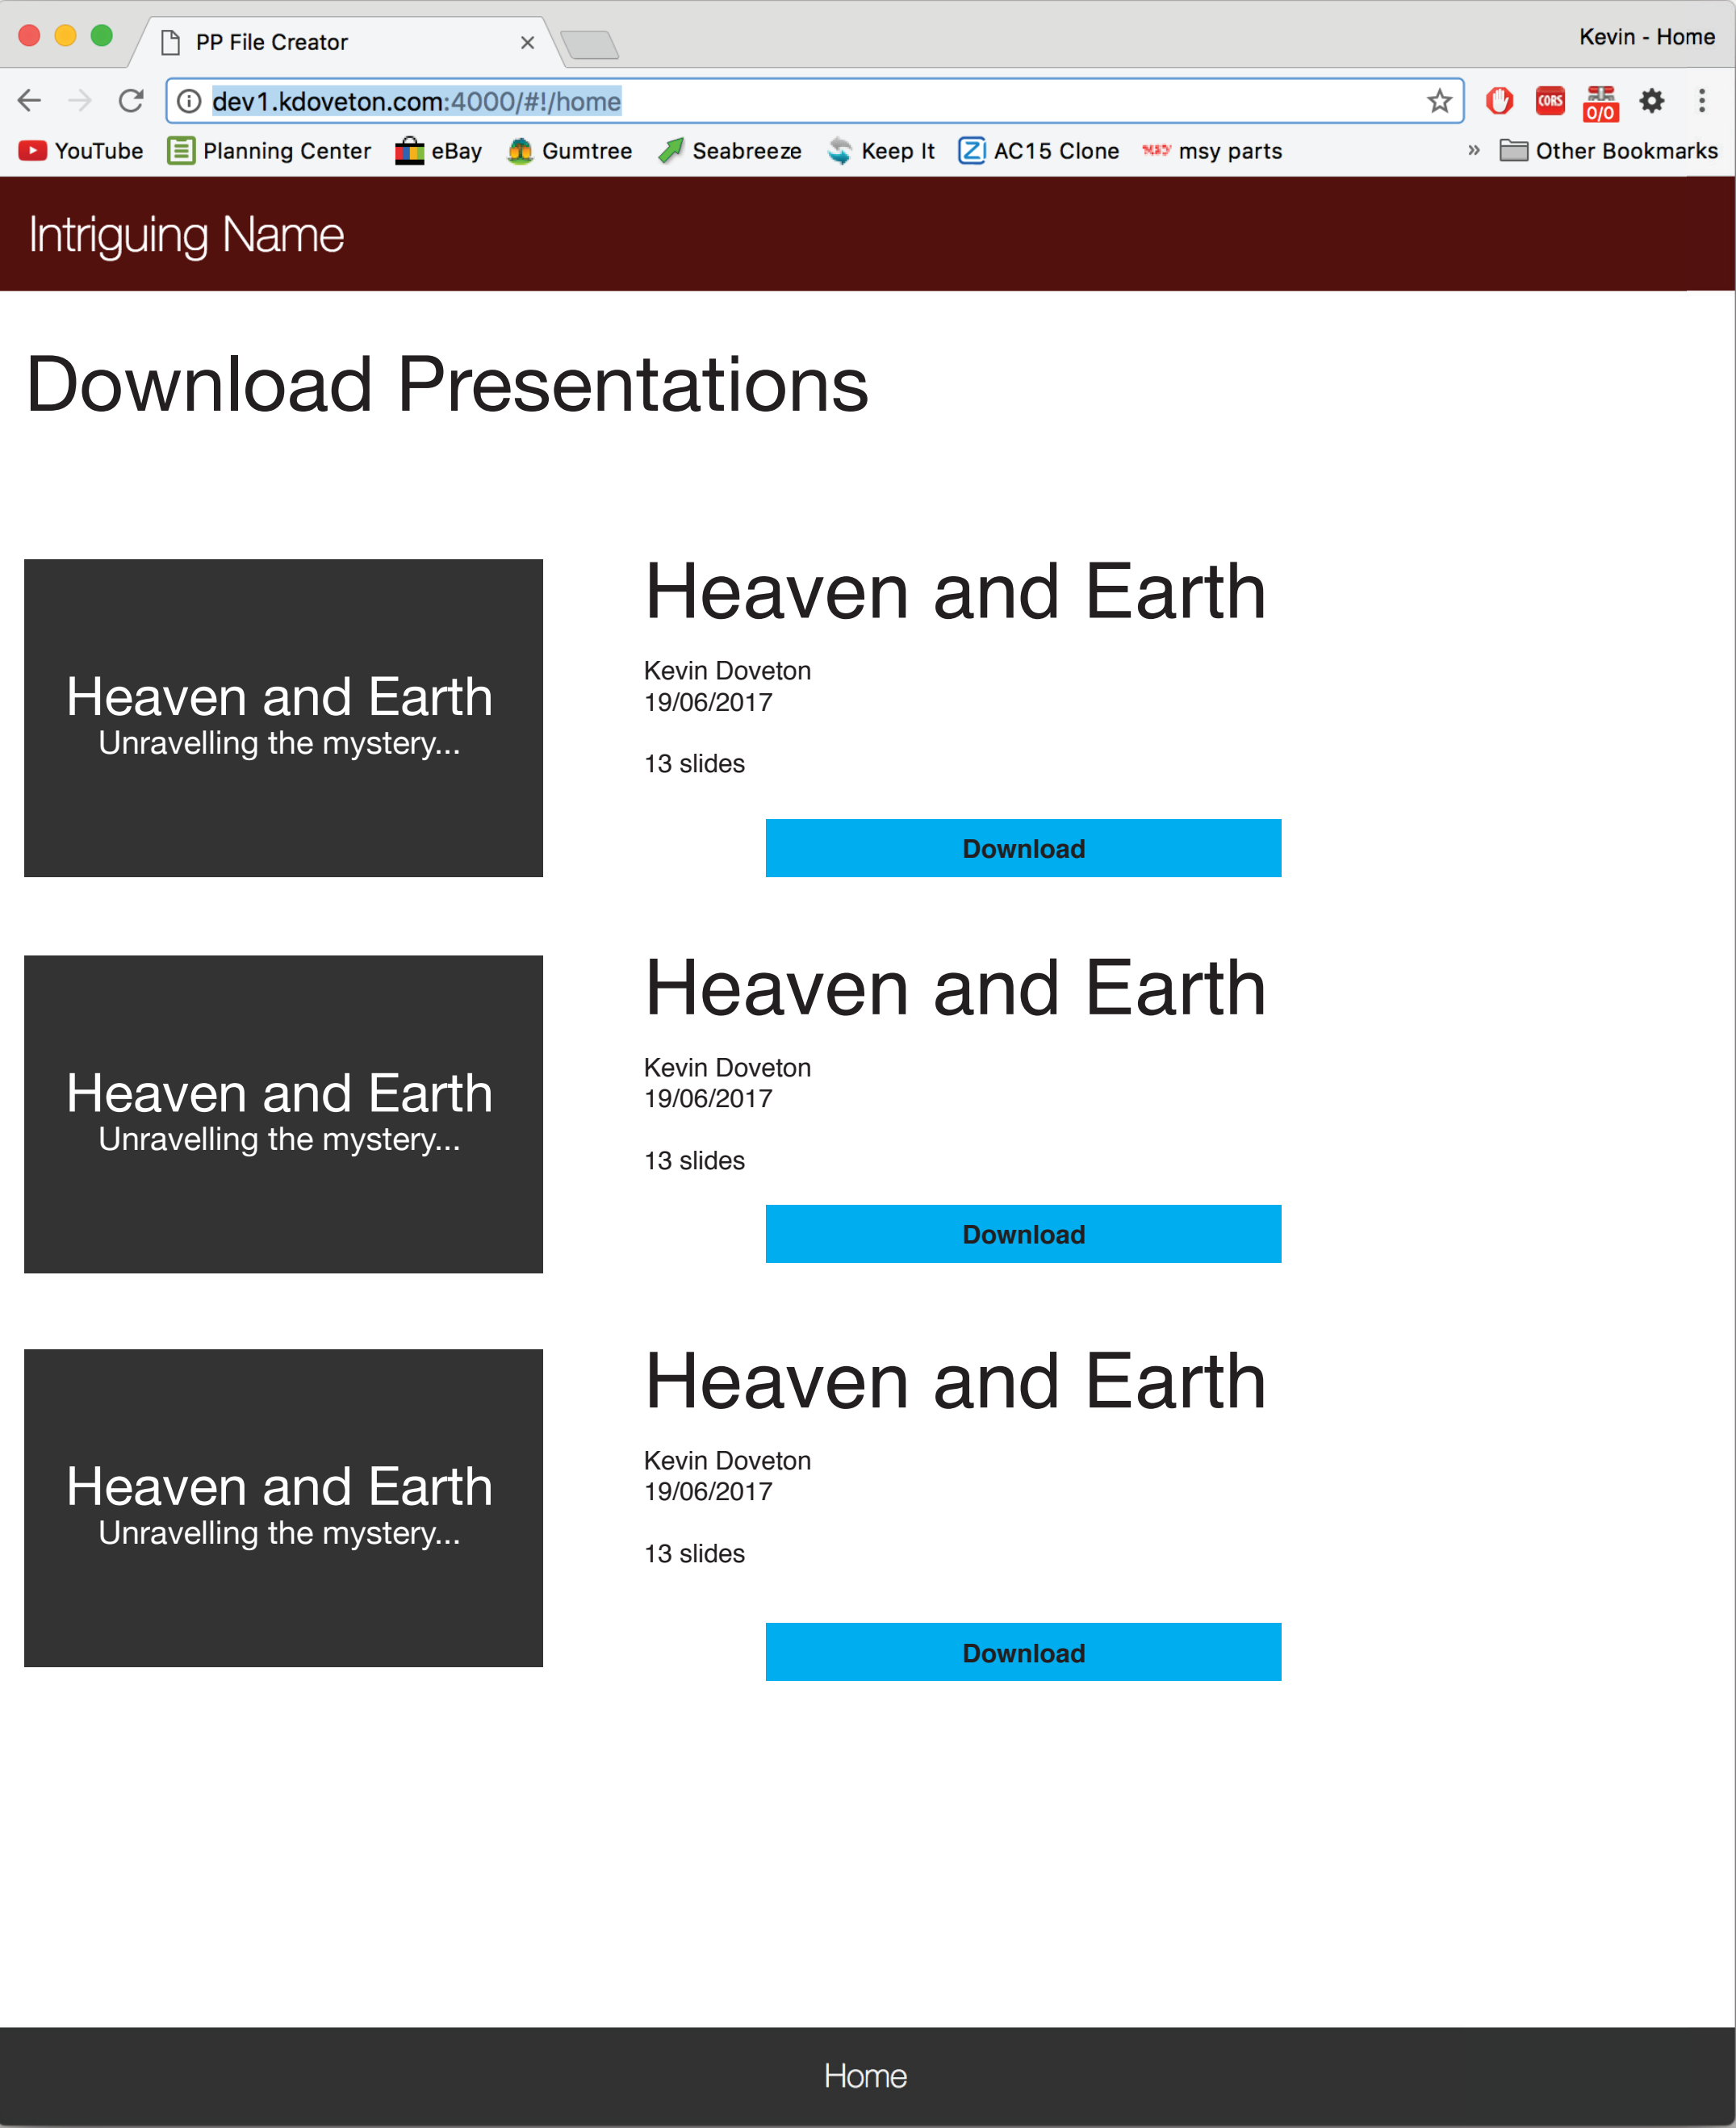 PP File Creator
Kevin - Home
dev1.kdoveton.com:4000/#!/home
CORS
0/0
YouTube Planning Center eBay Gumtree Seabreeze Keep It AC15 Clone msy parts » Other Bookmarks
Intriguing Name
Download Presentations
Heaven and Earth
Unravelling the mystery...
Heaven and Earth
Kevin Doveton
19/06/2017
13 slides
Download
Heaven and Earth
Unravelling the mystery...
Heaven and Earth
Kevin Doveton
19/06/2017
13 slides
Download
Heaven and Earth
Unravelling the mystery...
Heaven and Earth
Kevin Doveton
19/06/2017
13 slides
Download
Home